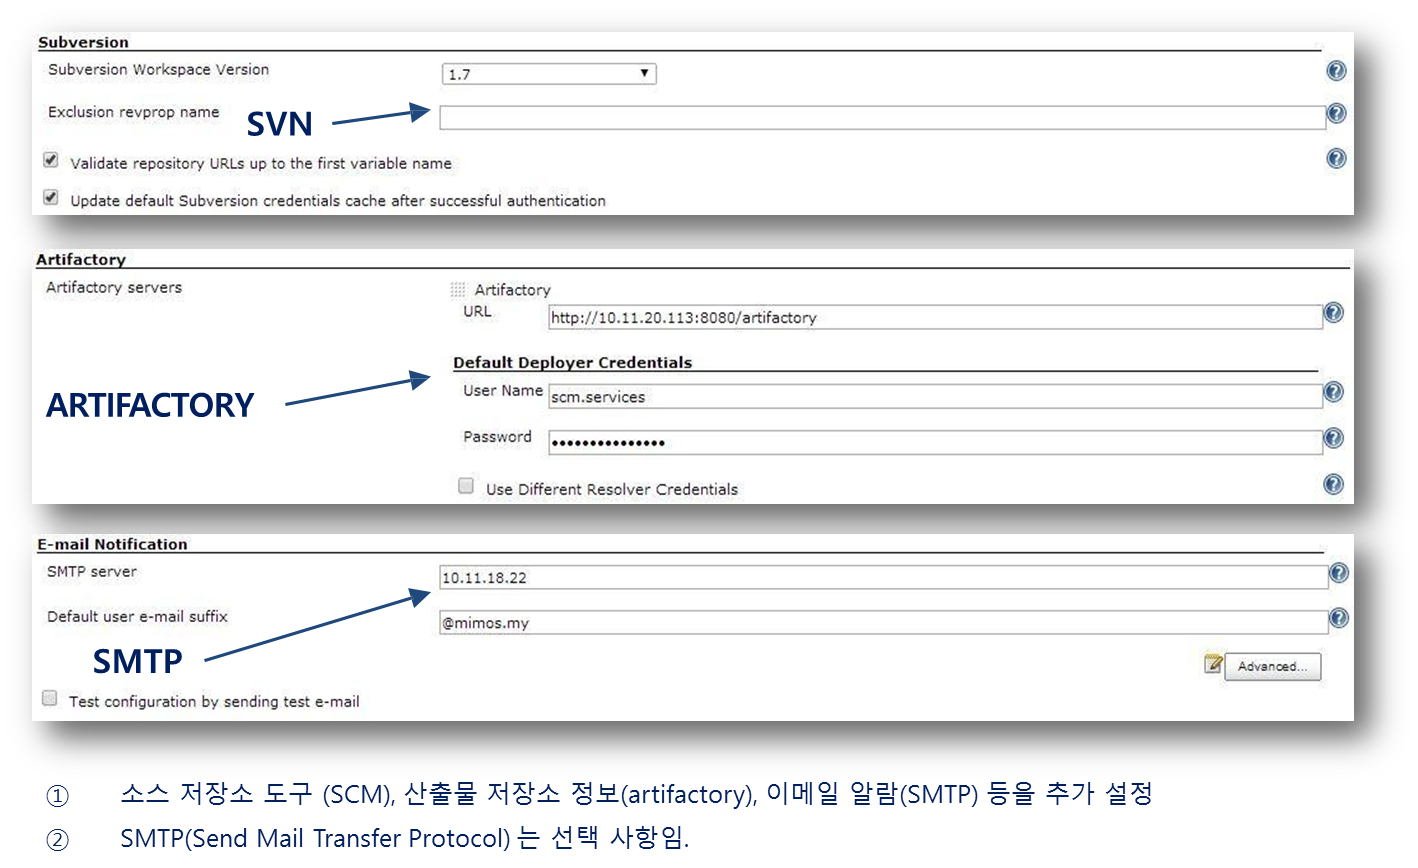 Subversion
Subversion Workspace Version
1.7
Exclusion revprop name
SVN
Validate repository URLs up to the first variable name
Update default Subversion credentials cache after successful authentication
Artifactory
Artifactory servers
Artifactory
URL
http://10.11.20.113:8080/artifactory
Default Deployer Credentials
ARTIFACTORY
User Name
scm.services
Password
•••••••••••••••
Use Different Resolver Credentials
E-mail Notification
SMTP server
10.11.18.22
Default user e-mail suffix
@mimos.my
SMTP
Advanced...
Test configuration by sending test e-mail
① 소스 저장소 도구 (SCM), 산출물 저장소 정보(artifactory), 이메일 알람(SMTP) 등을 추가 설정
② SMTP(Send Mail Transfer Protocol) 는 선택 사항임.